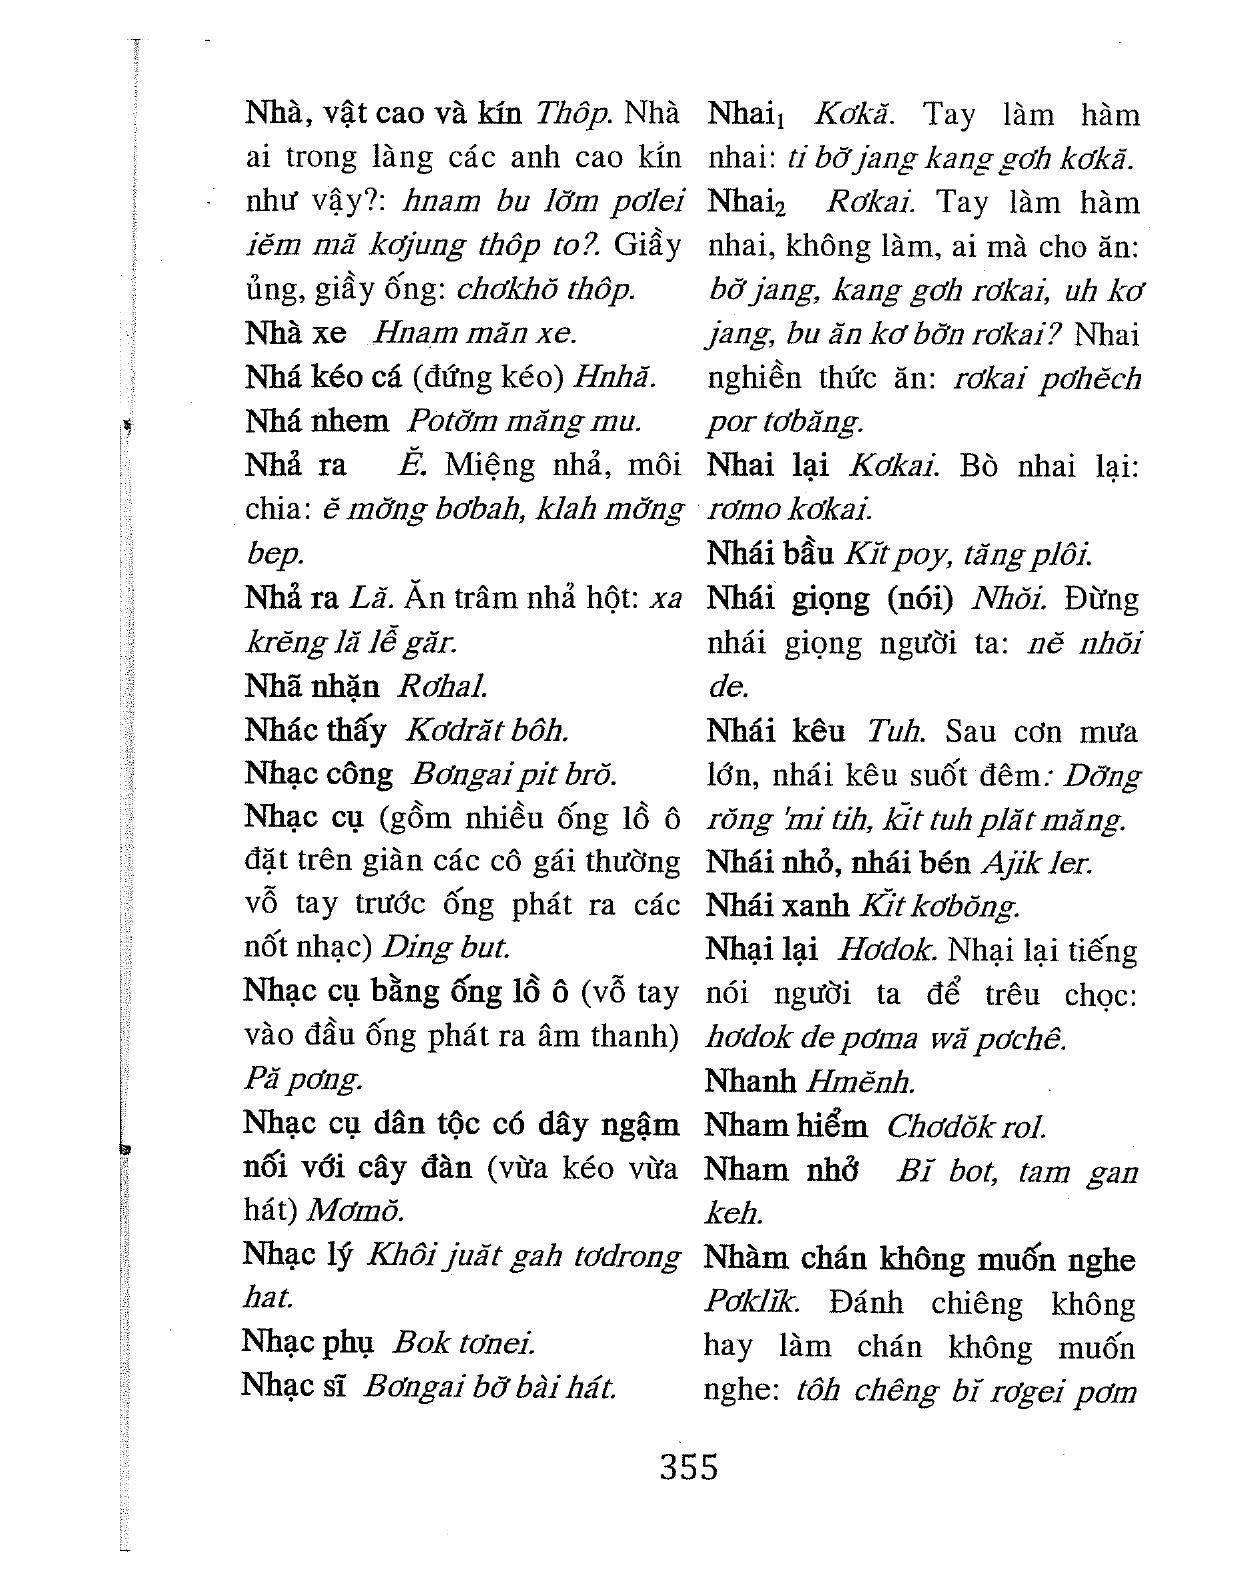 Nhà, vật cao và kín Thôp. Nhà
ai trong làng các anh cao kín
như vậy?: hnam bu lơ̆m pơlei
iĕm mă kơjung thôp to?. Giầy
ủng, giầy ống: chơkhŏ thôp.
Nhà xe Hnam măn xe.
Nhá kéo cá (đứng kéo) Hnhă.
Nhá nhem Potơ̆m măng mu.
Nhả ra Ĕ. Miệng nhả, môi
chia: ĕ mơ̆ng bơbah, klah mơ̆ng
bep.
Nhả ra Lă. Ăn trâm nhả hột: xa
krĕng lă lê̆ găr.
Nhã nhặn Rơhal.
Nhác thấy Kơdrăt bôh.
Nhạc công Bơngai pit brŏ.
Nhạc cụ (gồm nhiều ống lồ ô
đặt trên giàn các cô gái thường
vỗ tay trước ống phát ra các
nốt nhạc) Ding but.
Nhạc cụ bằng ống lồ ô (vỗ tay
vào đầu ống phát ra âm thanh)
Pă pơng.
Nhạc cụ dân tộc có dây ngậm
nối với cây đàn (vừa kéo vừa
hát) Mơmŏ.
Nhạc lý Khôi juăt gah tơdrong
hat.
Nhạc phụ Bok tơnei.
Nhạc sĩ Bơngai bơ̆ bài hát.
Nhai₁ Kơkă. Tay làm hàm
nhai: ti bơ̆ jang kang gơh kơkă.
Nhai₂ Rơkai. Tay làm hàm
nhai, không làm, ai mà cho ăn:
bơ̆ jang, kang gơh rơkai, uh kơ
jang, bu ăn kơ bơ̆n rơkai? Nhai
nghiền thức ăn: rơkai pơhĕch
por tơbăng.
Nhai lại Kơkai. Bò nhai lại:
rơmo kơkai.
Nhái bầu Kĭt poy, tăng plôi.
Nhái giọng (nói) Nhŏi. Đừng
nhái giọng người ta: nĕ nhŏi
de.
Nhái kêu Tuh. Sau cơn mưa
lớn, nhái kêu suốt đêm: Dơ̆ng
rŏng 'mi tih, kĭt tuh plăt măng.
Nhái nhỏ, nhái bén Ajik ler.
Nhái xanh Kĭt kơbŏng.
Nhại lại Hơdok. Nhại lại tiếng
nói người ta để trêu chọc:
hơdok de pơma wă pơchê.
Nhanh Hmĕnh.
Nham hiểm Chơdŏk rol.
Nham nhở Bĭ bot, tam gan
keh.
Nhàm chán không muốn nghe
Pơklĭk. Đánh chiêng không
hay làm chán không muốn
nghe: tôh chêng bĭ rơgei pơm
355